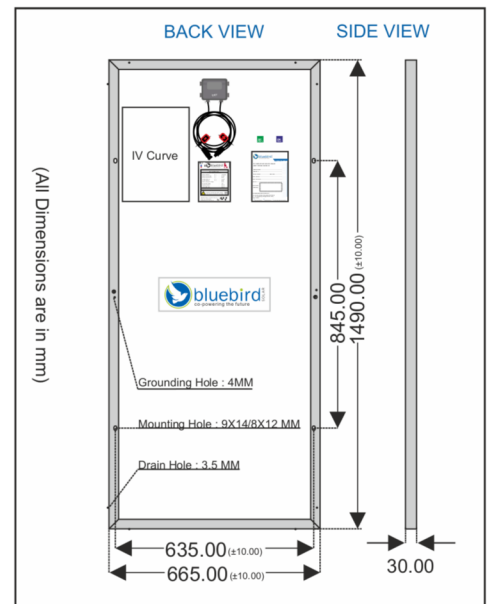 BACK VIEW
SIDE VIEW
IV Curve
bluebird
(All Dimensions are in mm)
bluebird
SOLAR
co-powering the future
845.00
1490.00 (±10.00)
Grounding Hole : 4MM
Mounting Hole : 9X14/8X12 MM
Drain Hole : 3.5 MM
635.00 (±10.00)
665.00 (±10.00)
30.00